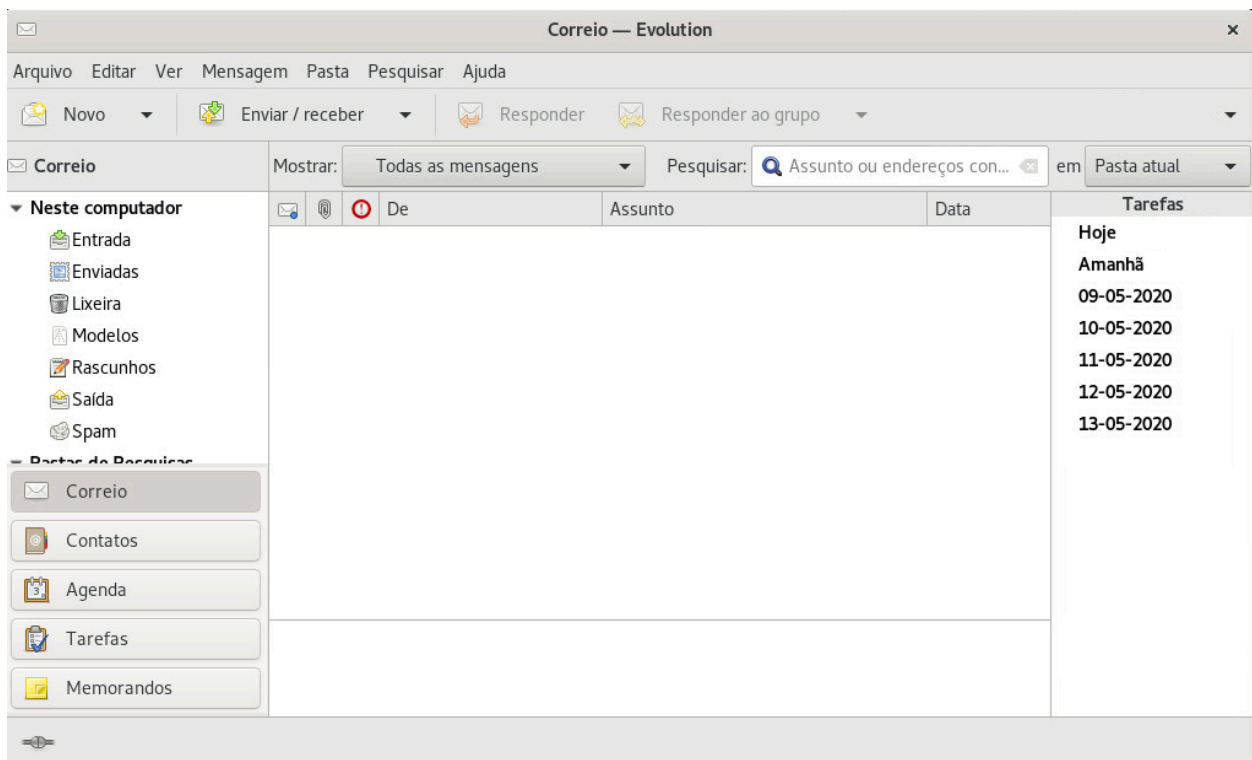 Correio — Evolution
Arquivo Editar Ver Mensagem Pasta Pesquisar Ajuda
Novo Enviar / receber Responder Responder ao grupo
Correio Mostrar: Todas as mensagens Pesquisar: Assunto ou endereços con... em Pasta atual
Neste computador
Entrada
Enviadas
Lixeira
Modelos
Rascunhos
Saída
Spam
Pastas de Pesquisas
Correio
Contatos
Agenda
Tarefas
Memorandos
De Assunto Data
Tarefas
Hoje
Amanhã
09-05-2020
10-05-2020
11-05-2020
12-05-2020
13-05-2020